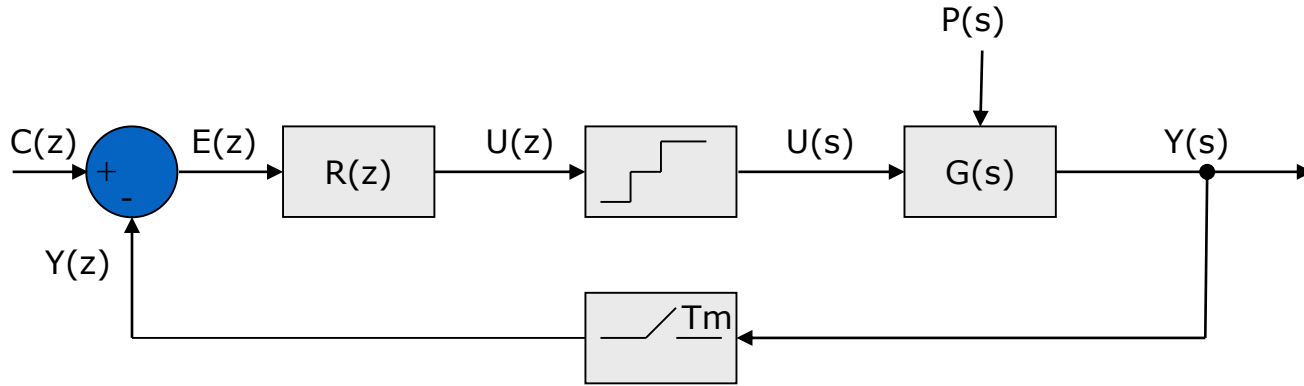 P(s)
C(z)
+
-
E(z)
R(z)
U(z)
U(s)
G(s)
Y(s)
Y(z)
Tm